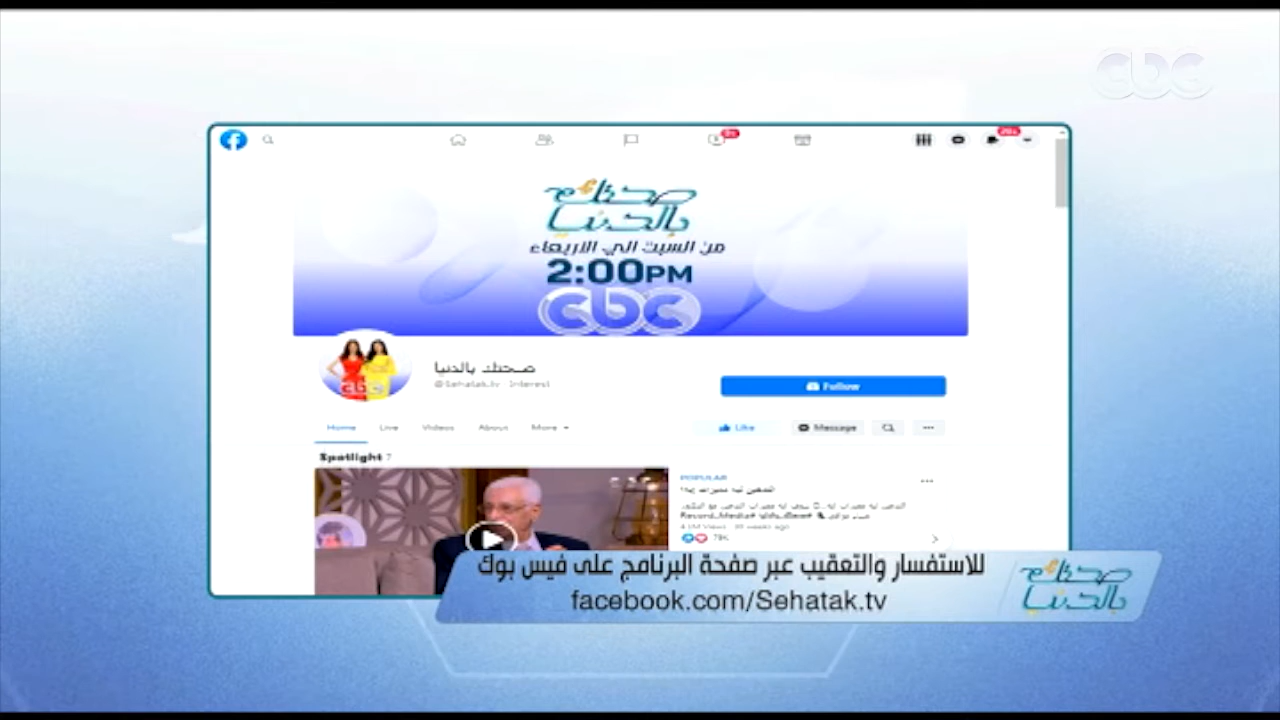 cbc
صحتك
بالدنيا
من السبت الي الاربعاء
2:00PM
cbc
20+
cbc
صحتك بالدنيا
@Sehatak.tv · Interest
Follow
Home Live Videos About More
Like Message
Spotlight
POPULAR
للاستفسار والتعقيب عبر صفحة البرنامج على فيس بوك
facebook.com/Sehatak.tv
صحتك
بالدنيا